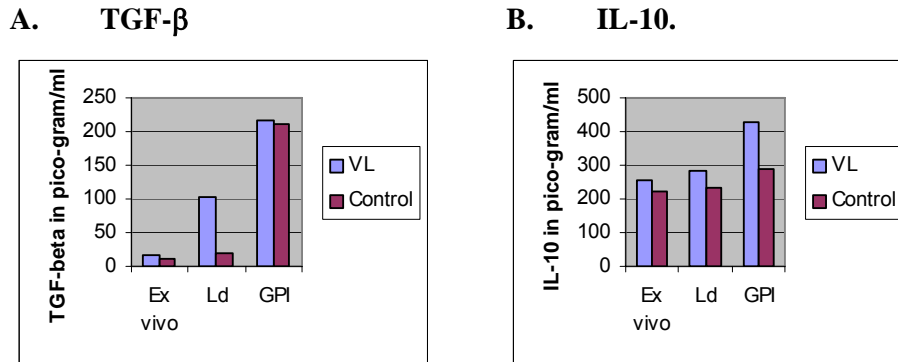 A. TGF-β
TGF-beta in pico-gram/ml
250
200
150
100
50
0
Ex vivo
Ld
GPI
VL
Control
B. IL-10.
IL-10 in pico-gram/ml
500
400
300
200
100
0
Ex vivo
Ld
GPI
VL
Control